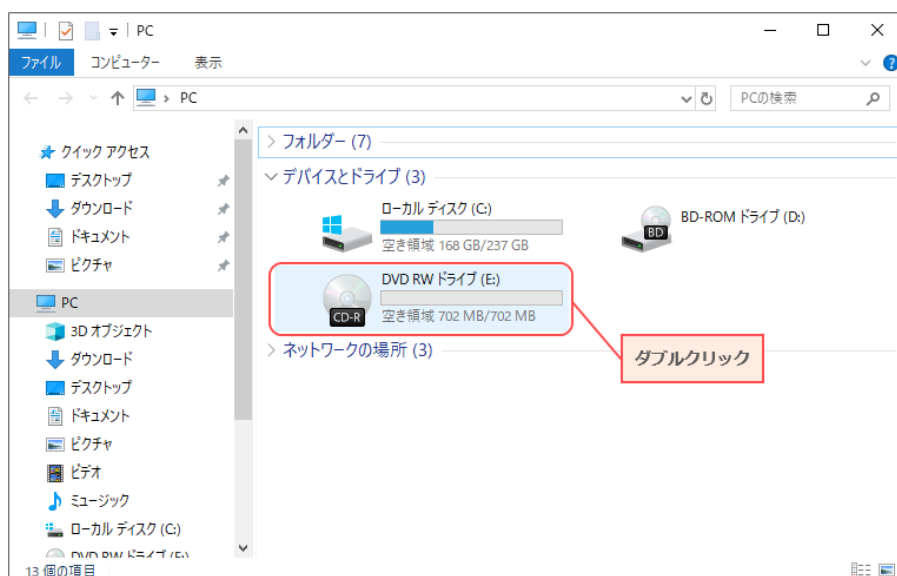 PC
ファイル
コンピューター
表示
PC
PCの検索
クイック アクセス
デスクトップ
ダウンロード
ドキュメント
ピクチャ
PC
3D オブジェクト
ダウンロード
デスクトップ
ドキュメント
ピクチャ
ビデオ
ミュージック
ローカル ディスク (C:)
DVD RW ドライブ (E:)
フォルダー (7)
デバイスとドライブ (3)
ローカル ディスク (C:)
空き領域 168 GB/237 GB
BD
BD-ROM ドライブ (D:)
DVD RW ドライブ (E:)
CD-R
空き領域 702 MB/702 MB
ダブルクリック
ネットワークの場所 (3)
13 個の項目